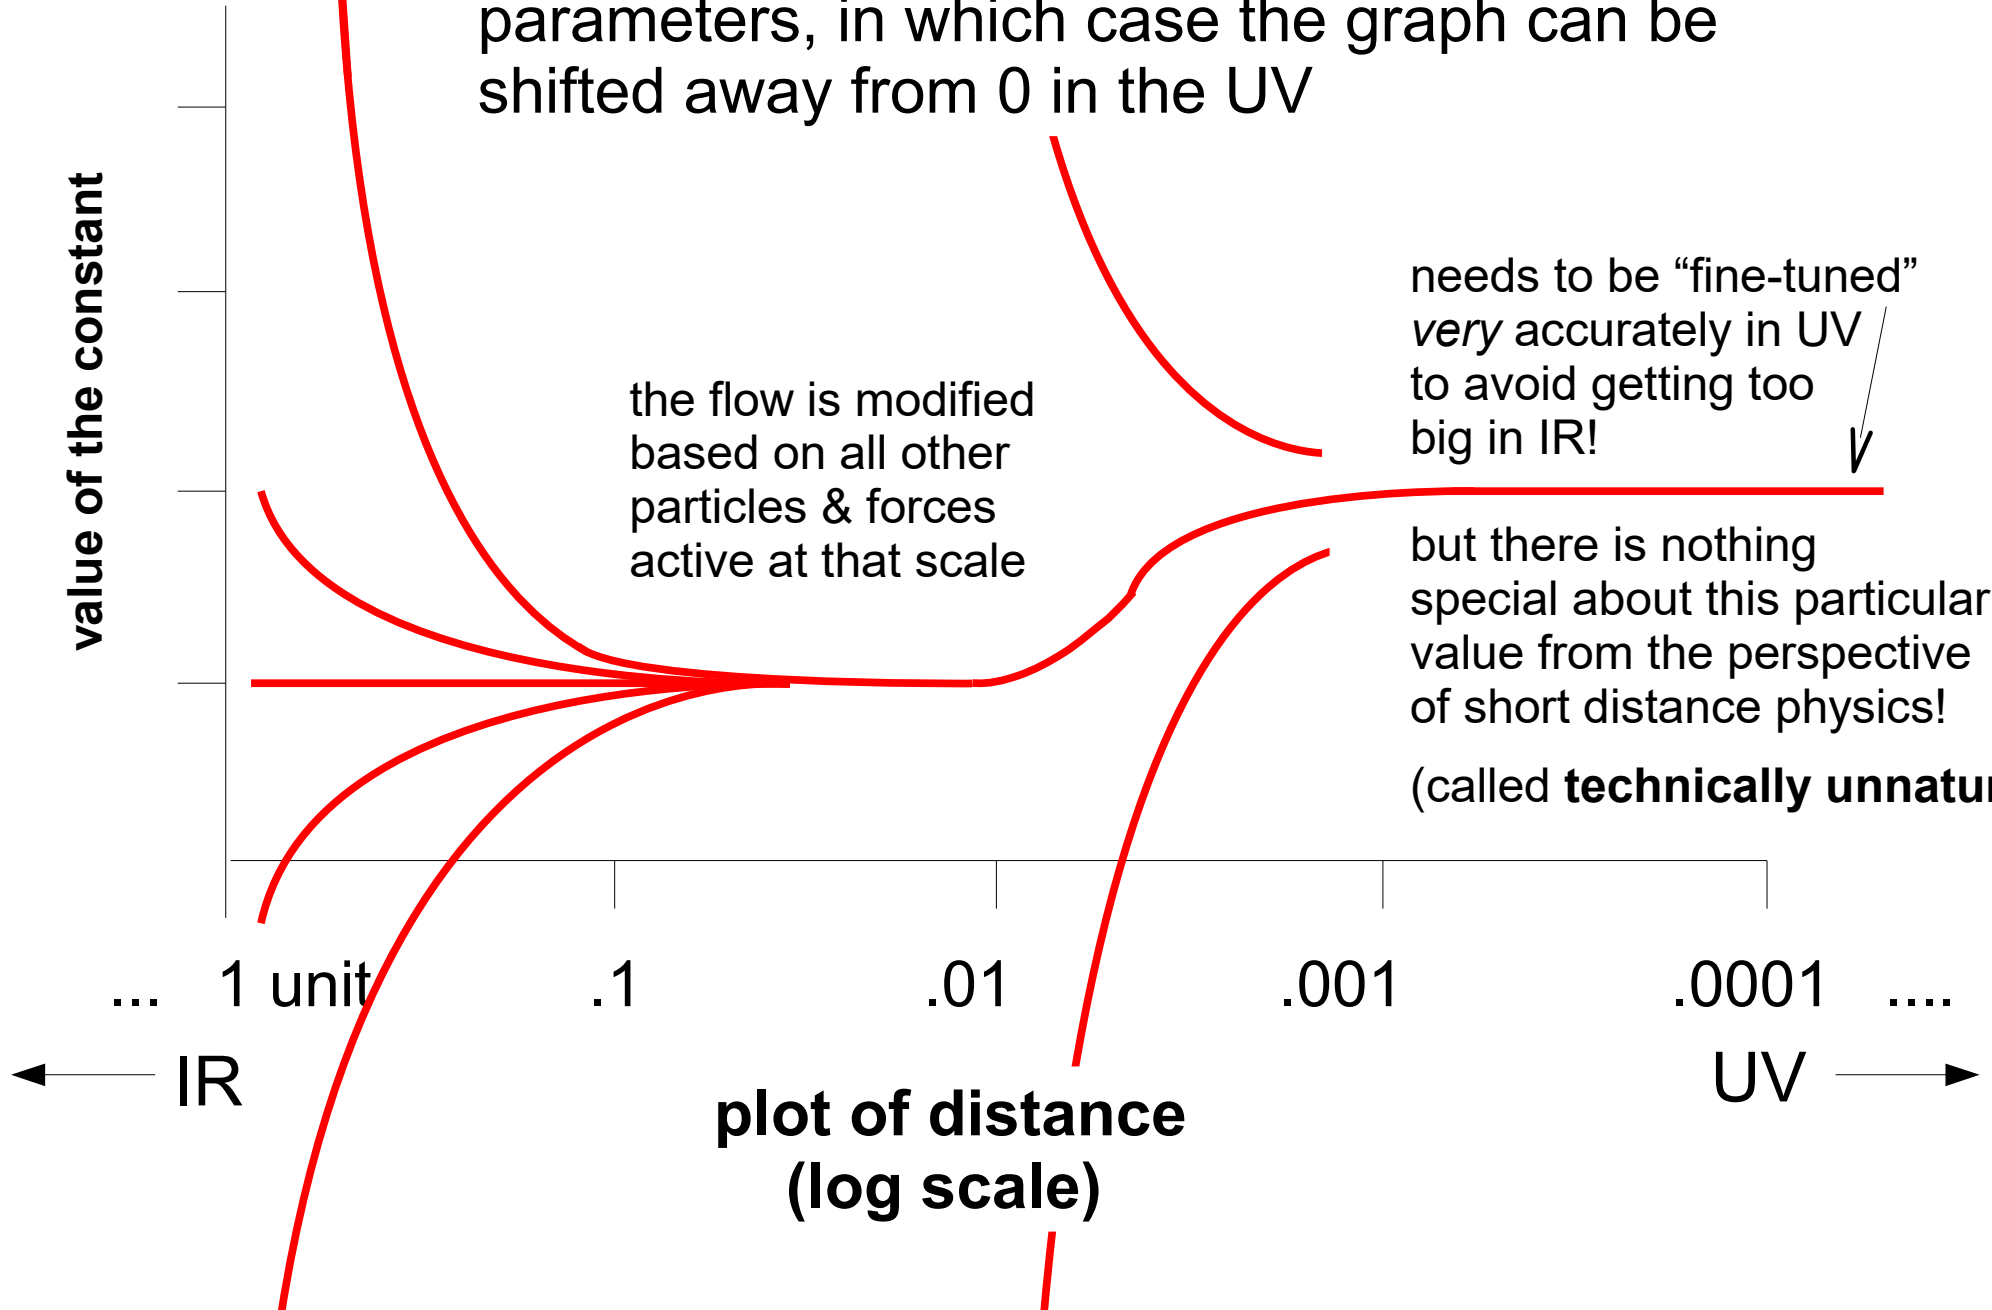 parameters, in which case the graph can be
shifted away from 0 in the UV
value of the constant
the flow is modified
based on all other
particles & forces
active at that scale
needs to be “fine-tuned”
very accurately in UV
to avoid getting too
big in IR!
but there is nothing
special about this particular
value from the perspective
of short distance physics!
(called technically
... 1 unit .1 .01 .001 .0001 ....
IR UV
plot of distance
(log scale)